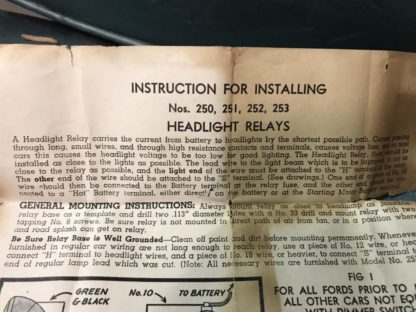 INSTRUCTION FOR INSTALLING
Nos. 250, 251, 252, 253
HEADLIGHT RELAYS
A Headlight Relay carries the current from battery to headlights by the shortest possible path. Current passing
through long, small wires, and through high resistance contacts and terminals, causes voltage loss, and on
cars this causes the headlight voltage to be too low for good lighting. The Headlight Relay, should be
installed as close to the lights as possible. The lead wire to the light beam which is to be
close to the relay as possible, and the light end of the wire must be attached to the "H" terminal
The other end of the wire should be attached to the "S" terminal. (See drawings.) One end of a
wire should then be connected to the Battery terminal at the relay fuse, and the other end
nected to a "Hot" Battery terminal, either direct at the battery or at the Starting Motor
GENERAL MOUNTING INSTRUCTIONS: Always mount relay as close to headlamp as possible
relay base as a template and drill two .113" diameter holes with a No. 33 drill and mount relay with two
tapping No. 8 screws. Be sure relay is not mounted in direct path of air from fan, or in a position where
and road splash can get on relay.
Be Sure Relay Base is Well Grounded—Clean off paint and dirt before mounting permanently. Whenever
furnished in regular car wiring are not long enough to reach relay, use a piece of No. 12 wire, or heavier
connect "H" terminal to headlight wires, and a piece of No. 18 wire, or heavier, to connect "S" terminal
end of regular lamp lead which was cut. (Note: All necessary wires are furnished with Model No. 25
GREEN
& BLACK
No. 10
TO BATTERY
FIG 1
FOR ALL FORDS PRIOR TO
ALL OTHER CARS NOT EQU
WITH DIMMER SWITC